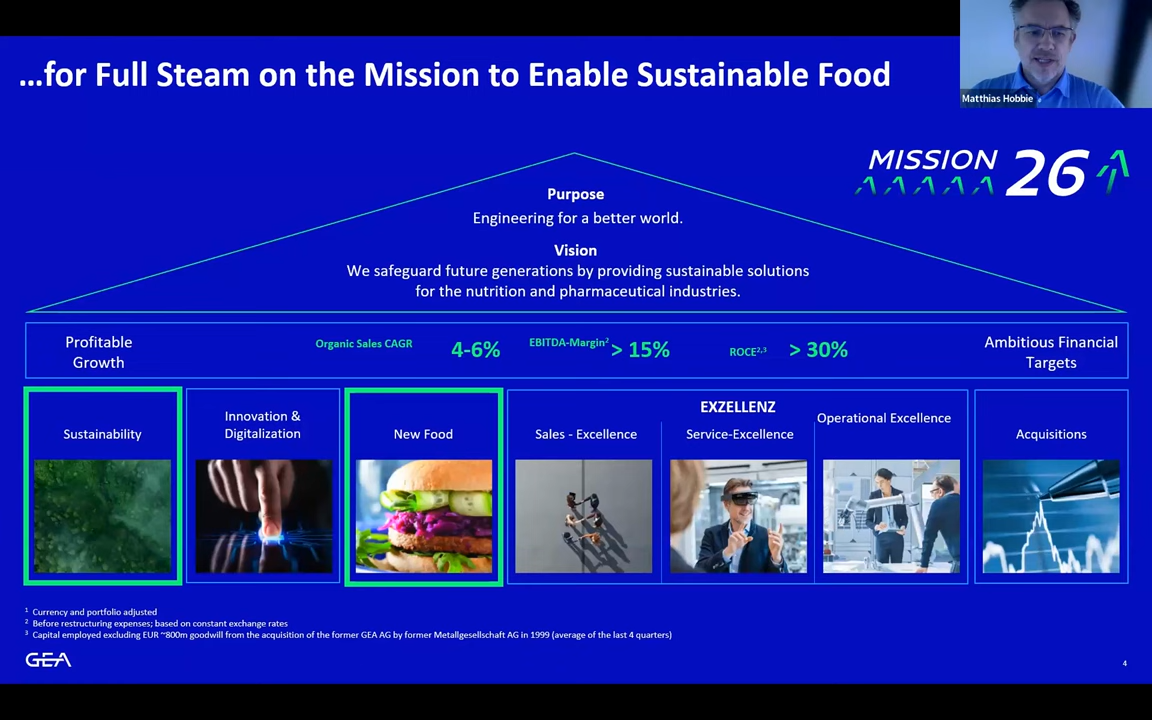 ...for Full Steam on the Mission to Enable Sustainable Food
Matthias Hobbie
MISSION 26
Purpose
Engineering for a better world.
Vision
We safeguard future generations by providing sustainable solutions
for the nutrition and pharmaceutical industries.
Profitable
Growth
Organic Sales CAGR
4-6%
EBITDA-Margin²
> 15%
ROCE²,³
> 30%
Ambitious Financial
Targets
Sustainability
Innovation &
Digitalization
New Food
EXZELLENZ
Sales - Excellence
Service-Excellence
Operational Excellence
Acquisitions
1 Currency and portfolio adjusted
2 Before restructuring expenses; based on constant exchange rates
3 Capital employed excluding EUR ~800m goodwill from the acquisition of the former GEA AG by former Metallgesellschaft AG in 1999 (average of the last 4 quarters)
GEA
4